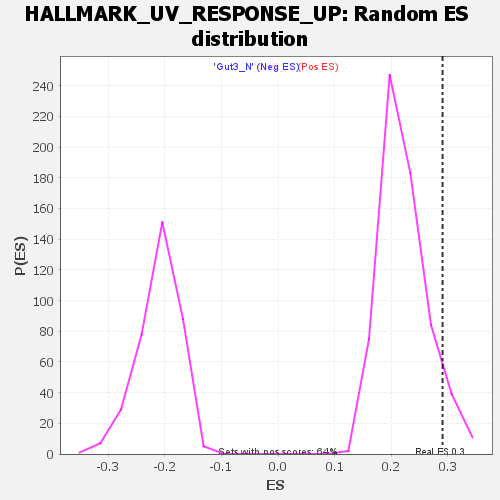 HALLMARK_UV_RESPONSE_UP: Random ES
distribution
'Gut3_N' (Neg ES)(Pos ES)
240
220
200
180
160
140
120
100
80
60
40
20
0
P(ES)
Sets with pos scores: 64%
Real ES 0.3
-0.3 -0.2 -0.1 0.0 0.1 0.2 0.3
ES